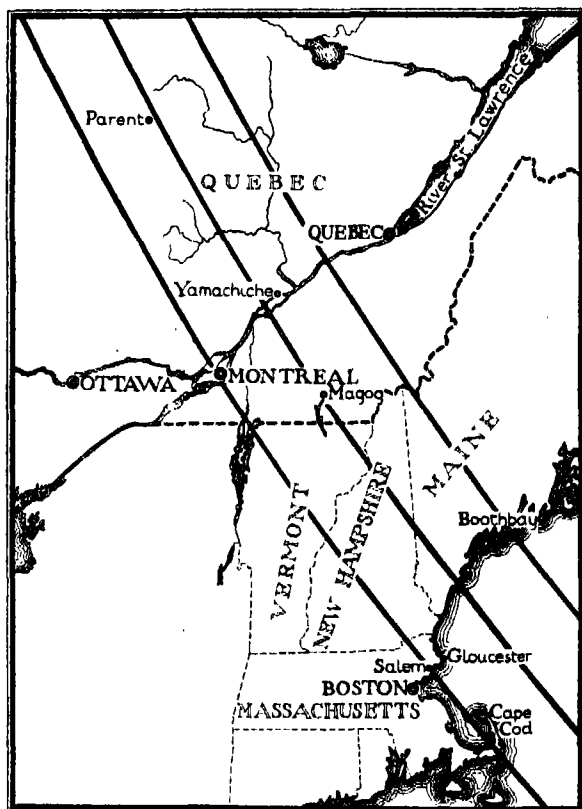 Parent
QUEBEC
River St. Lawrence
QUEBEC
Yamachiche
OTTAWA
MONTREAL
Magog
MAINE
VERMONT
NEW HAMPSHIRE
Boothbay
Salem
Gloucester
BOSTON
MASSACHUSETTS
Cape
Cod